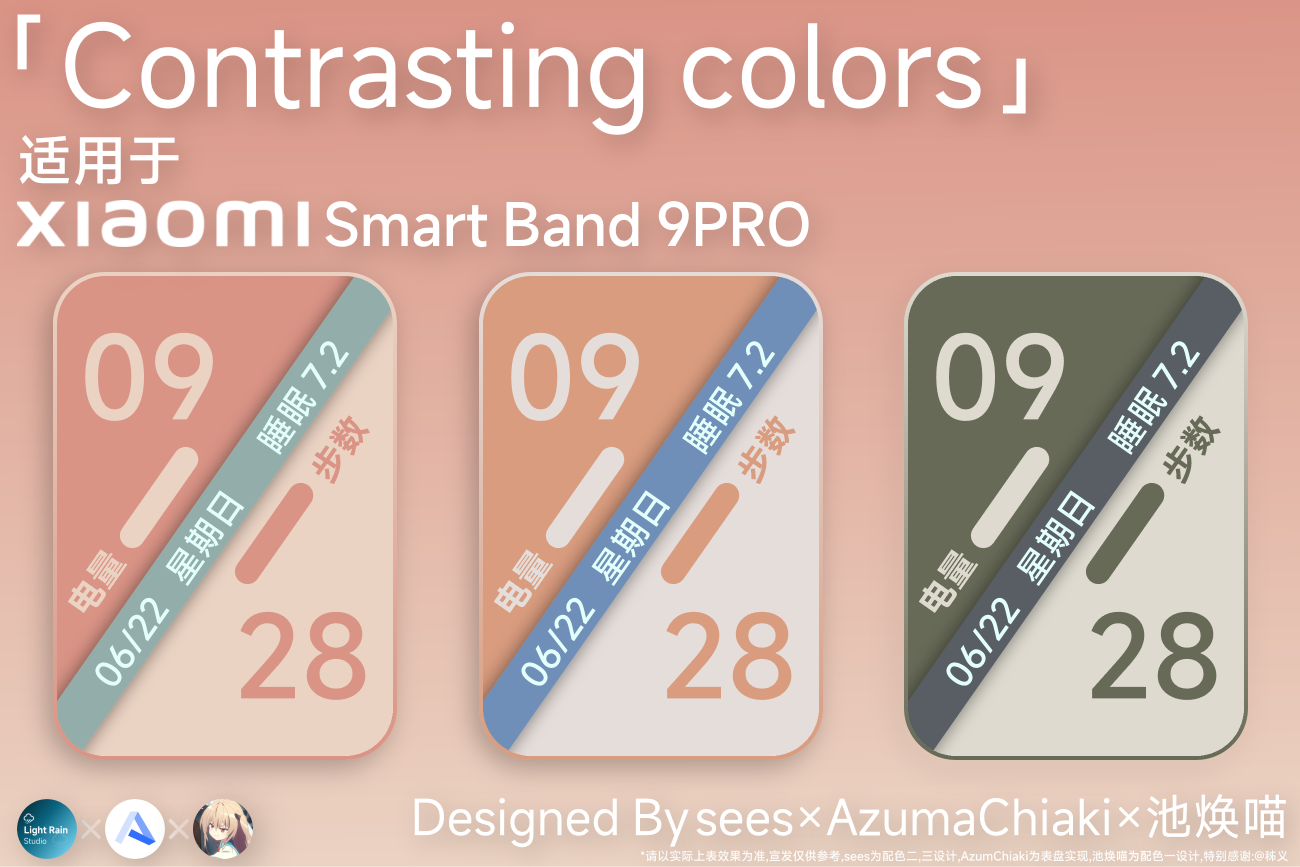 「Contrasting colors」
适用于
xiaomi Smart Band 9PRO
09
睡眠 7.2
步数
星期日
电量
06/22
28
09
睡眠 7.2
步数
星期日
电量
06/22
28
09
睡眠 7.2
步数
星期日
电量
06/22
28
Light Rain
Studio
Designed By sees×AzumaChiaki×池焕喵
*请以实际上表效果为准,宣发仅供参考,sees为配色二,三设计,AzumChiaki为表盘实现,池焕喵为配色一设计,特别感谢:@秭义